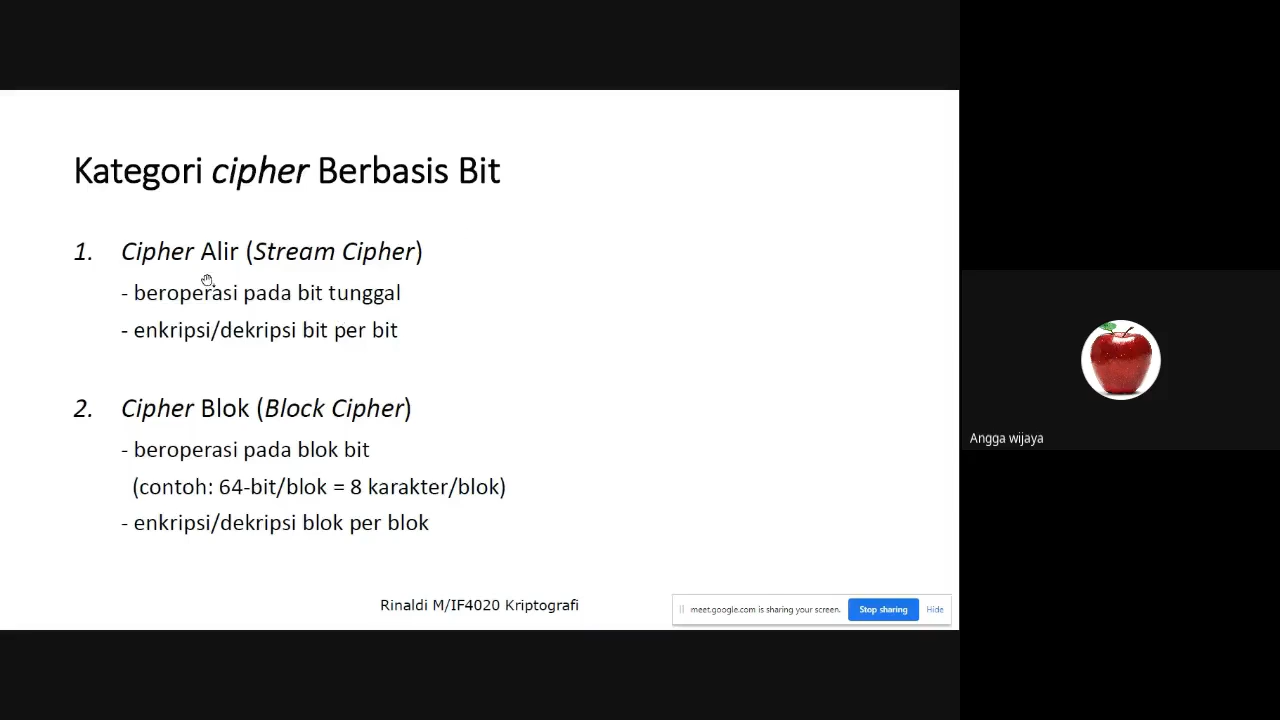 Kategori cipher Berbasis Bit
1. Cipher Alir (Stream Cipher)
- beroperasi pada bit tunggal
- enkripsi/dekripsi bit per bit
2. Cipher Blok (Block Cipher)
- beroperasi pada blok bit
(contoh: 64-bit/blok = 8 karakter/blok)
- enkripsi/dekripsi blok per blok
Rinaldi M/IF4020 Kriptografi
meet.google.com is sharing your screen. Stop sharing Hide
Angga wijaya